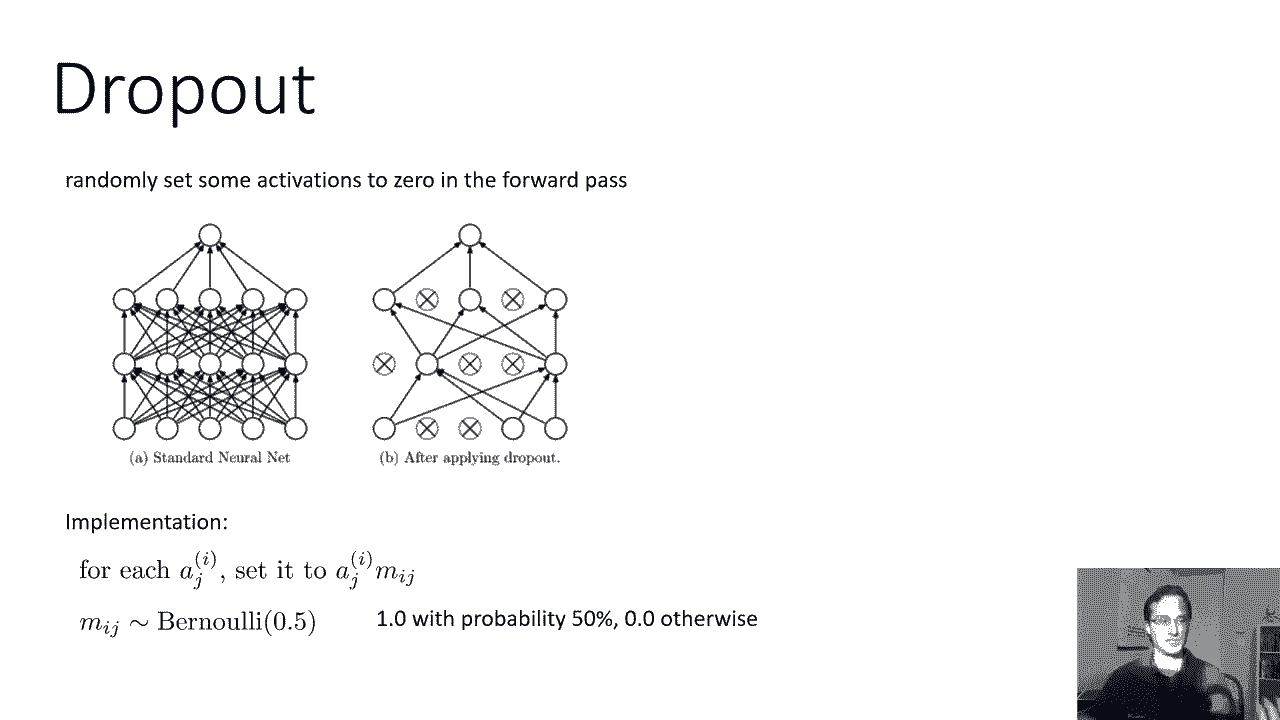 Dropout
randomly set some activations to zero in the forward pass
(a) Standard Neural Net
(b) After applying dropout.
Implementation:
for each a_j^{(i)}, set it to a_j^{(i)} m_{ij}
m_{ij} ∼ Bernoulli(0.5)
1.0 with probability 50%, 0.0 otherwise